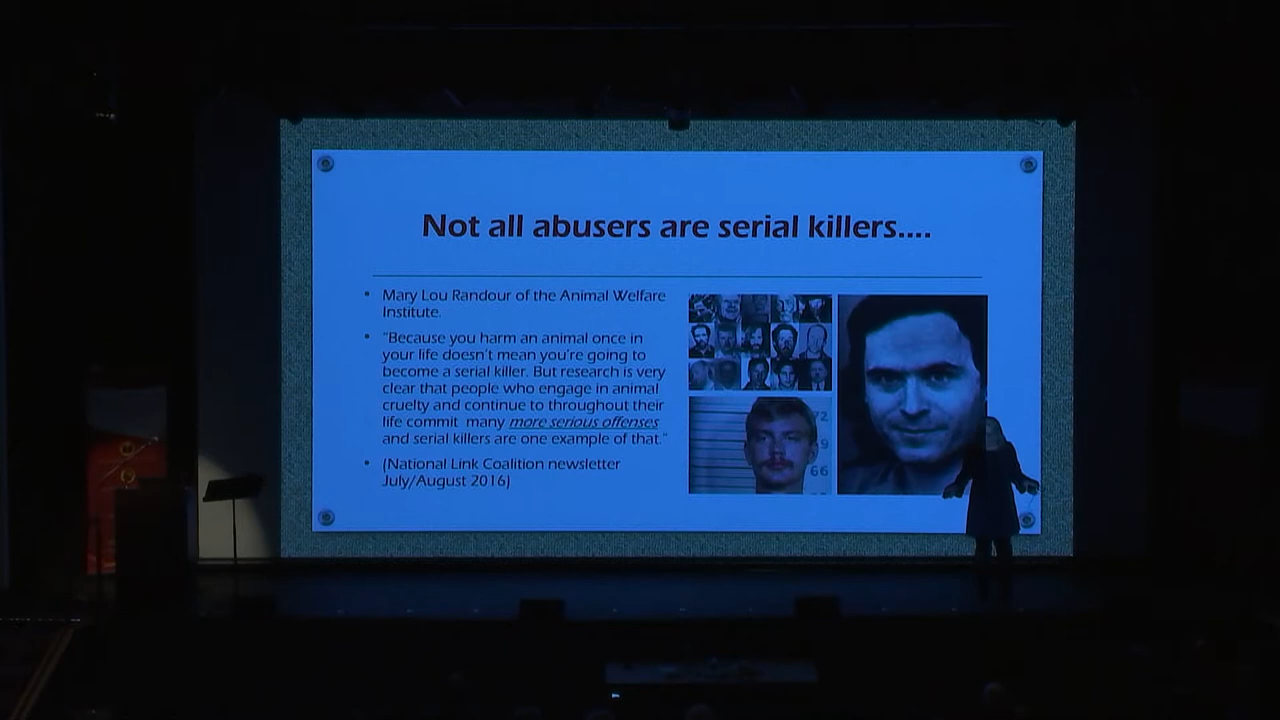 Not all abusers are serial killers....
• Mary Lou Randour of the Animal Welfare
Institute.
• "Because you harm an animal once in
your life doesn't mean you're going to
become a serial killer. But research is very
clear that people who engage in animal
cruelty and continue to throughout their
life commit many more serious offenses
and serial killers are one example of that."
• (National Link Coalition newsletter
July/August 2016)
72
9
66